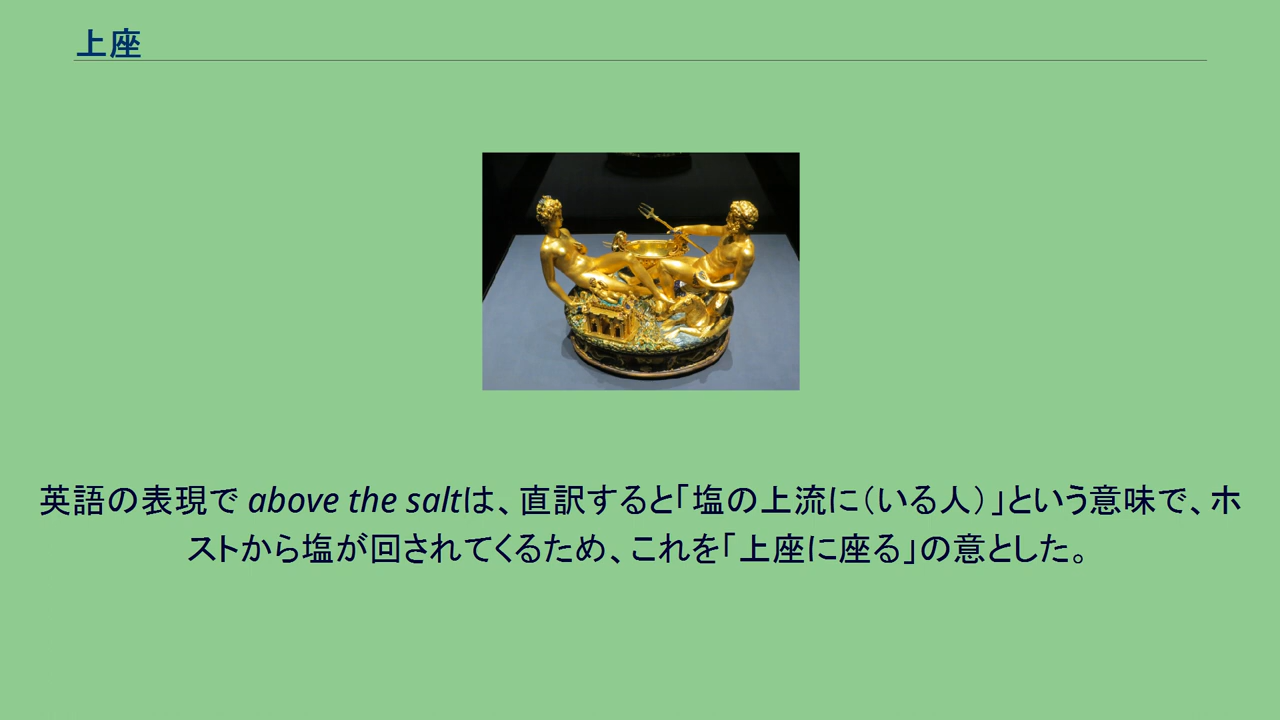 上座
英語の表現で above the saltは、直訳すると「塩の上流に（いる人）」という意味で、ホ
ストから塩が回されてくるため、これを「上座に座る」の意とした。